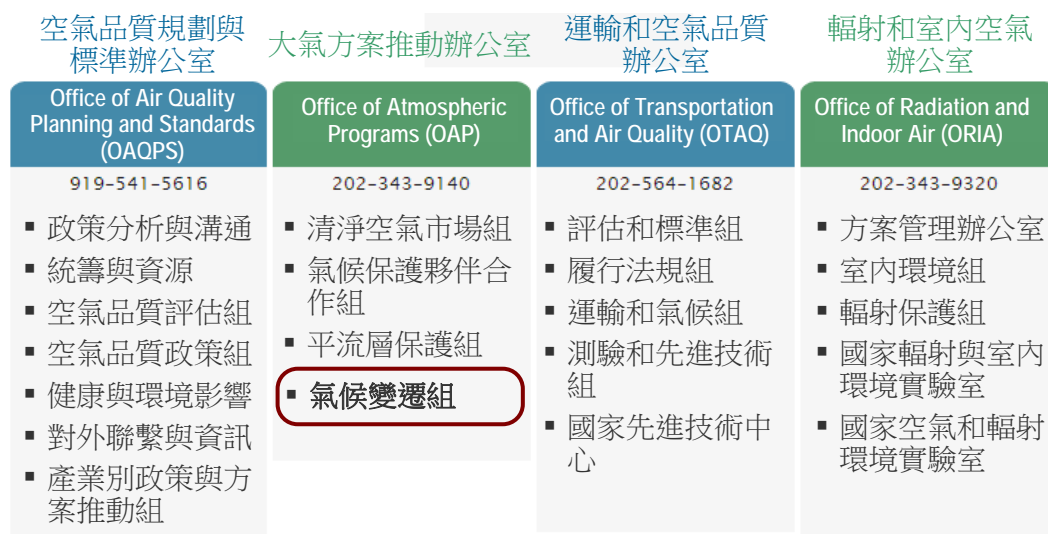 空氣品質規劃與
標準辦公室
Office of Air Quality
Planning and Standards
(OAQPS)
919-541-5616
▪ 政策分析與溝通
▪ 統籌與資源
▪ 空氣品質評估組
▪ 空氣品質政策組
▪ 健康與環境影響
▪ 對外聯繫與資訊
▪ 產業別政策與方
案推動組
大氣方案推動辦公室
Office of Atmospheric
Programs (OAP)
202-343-9140
▪ 清淨空氣市場組
▪ 氣候保護夥伴合
作組
▪ 平流層保護組
▪ 氣候變遷組
運輸和空氣品質
辦公室
Office of Transportation
and Air Quality (OTAQ)
202-564-1682
▪ 評估和標準組
▪ 履行法規組
▪ 運輸和氣候組
▪ 測驗和先進技術
組
▪ 國家先進技術中
心
輻射和室內空氣
辦公室
Office of Radiation and
Indoor Air (ORIA)
202-343-9320
▪ 方案管理辦公室
▪ 室內環境組
▪ 輻射保護組
▪ 國家輻射與室內
環境實驗室
▪ 國家空氣和輻射
環境實驗室